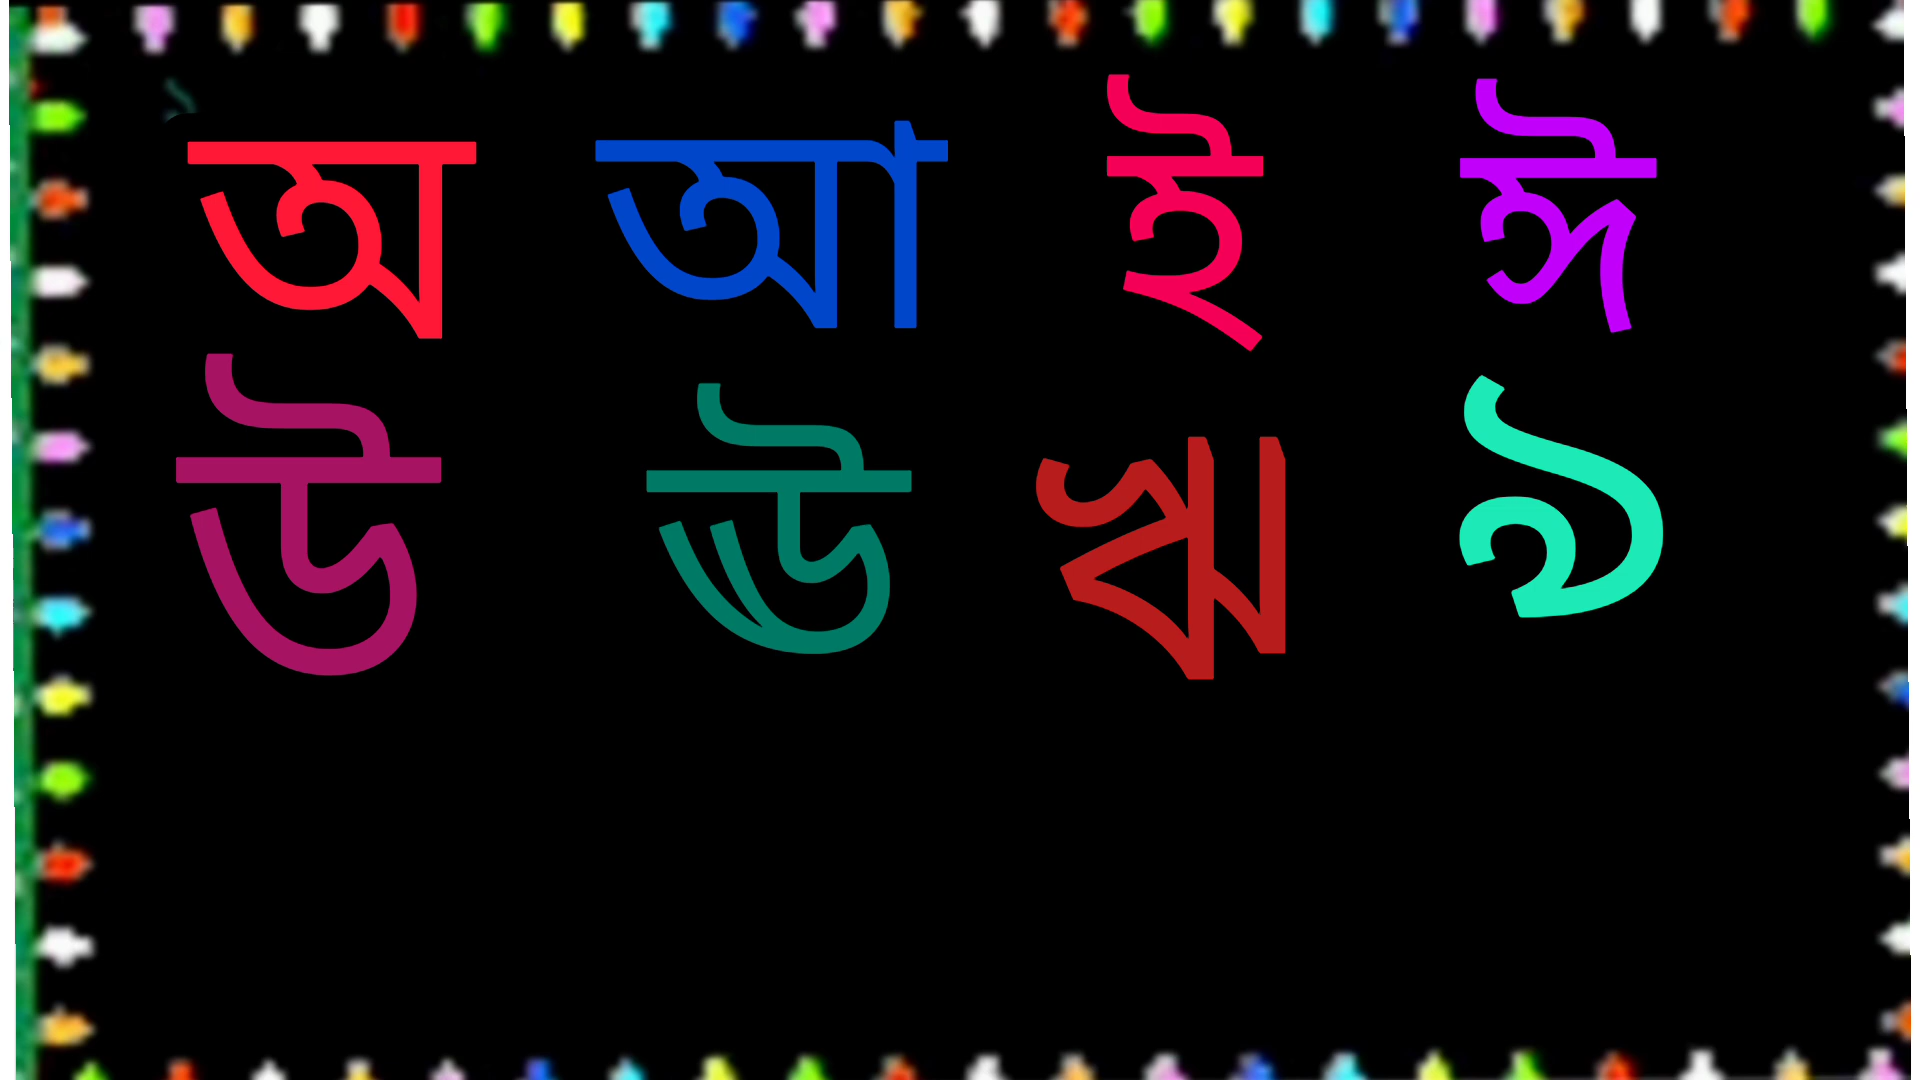 অ আ ই ঈ
উ ঊ ঋ ঌ